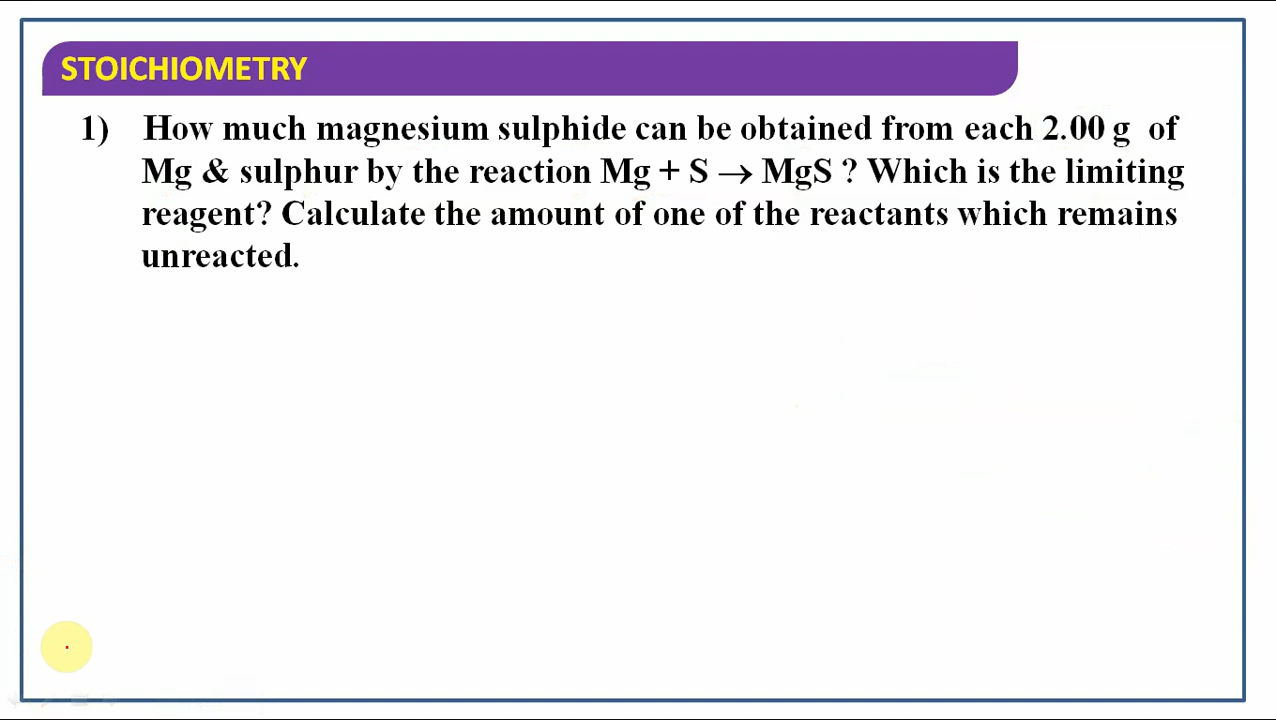 STOICHIOMETRY
1) How much magnesium sulphide can be obtained from each 2.00 g of
Mg & sulphur by the reaction Mg + S → MgS ? Which is the limiting
reagent? Calculate the amount of one of the reactants which remains
unreacted.